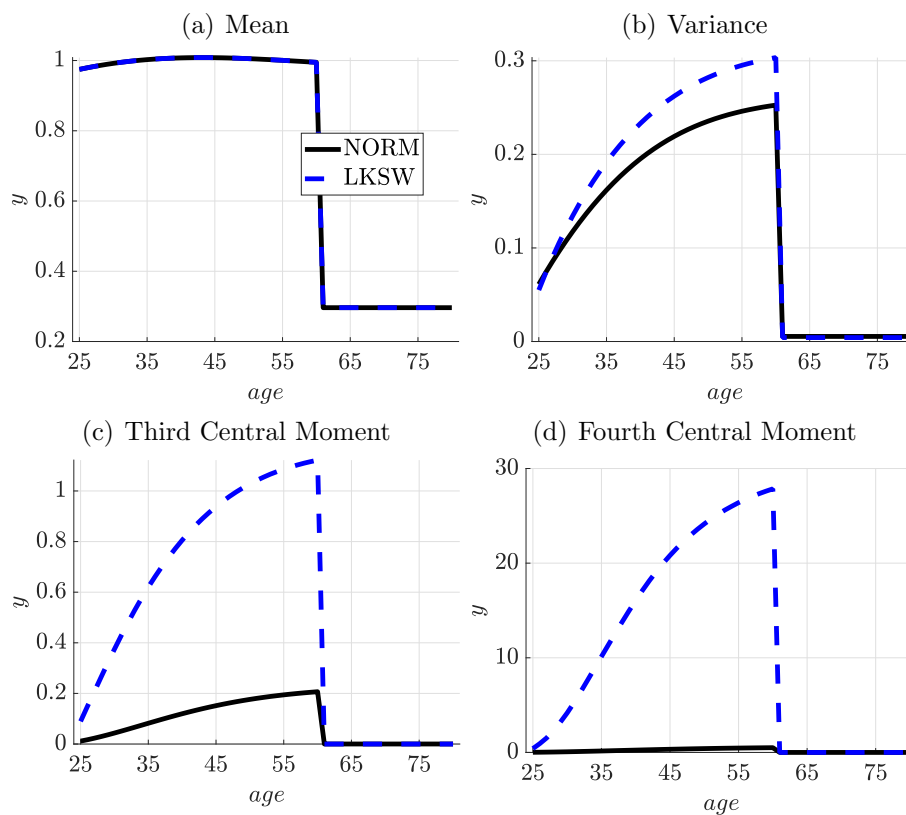 (a) Mean
1
0.8
0.6
0.4
0.2
y
NORM
LKSW
25 35 45 55 65 75
age
(b) Variance
0.3
0.2
0.1
0
y
25 35 45 55 65 75
age
(c) Third Central Moment
1
0.8
0.6
0.4
0.2
0
y
25 35 45 55 65 75
age
(d) Fourth Central Moment
30
20
10
0
y
25 35 45 55 65 75
age